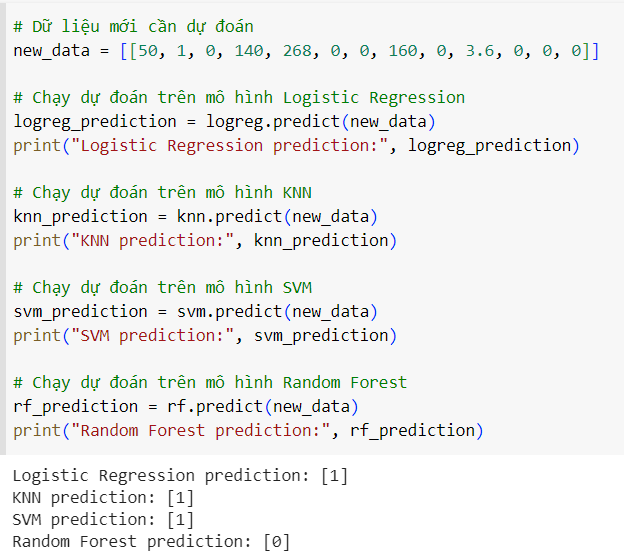 # Dữ liệu mới cần dự đoán
new_data = [[50, 1, 0, 140, 268, 0, 0, 160, 0, 3.6, 0, 0, 0]]
# Chạy dự đoán trên mô hình Logistic Regression
logreg_prediction = logreg.predict(new_data)
print("Logistic Regression prediction:", logreg_prediction)
# Chạy dự đoán trên mô hình KNN
knn_prediction = knn.predict(new_data)
print("KNN prediction:", knn_prediction)
# Chạy dự đoán trên mô hình SVM
svm_prediction = svm.predict(new_data)
print("SVM prediction:", svm_prediction)
# Chạy dự đoán trên mô hình Random Forest
rf_prediction = rf.predict(new_data)
print("Random Forest prediction:", rf_prediction)
Logistic Regression prediction: [1]
KNN prediction: [1]
SVM prediction: [1]
Random Forest prediction: [0]